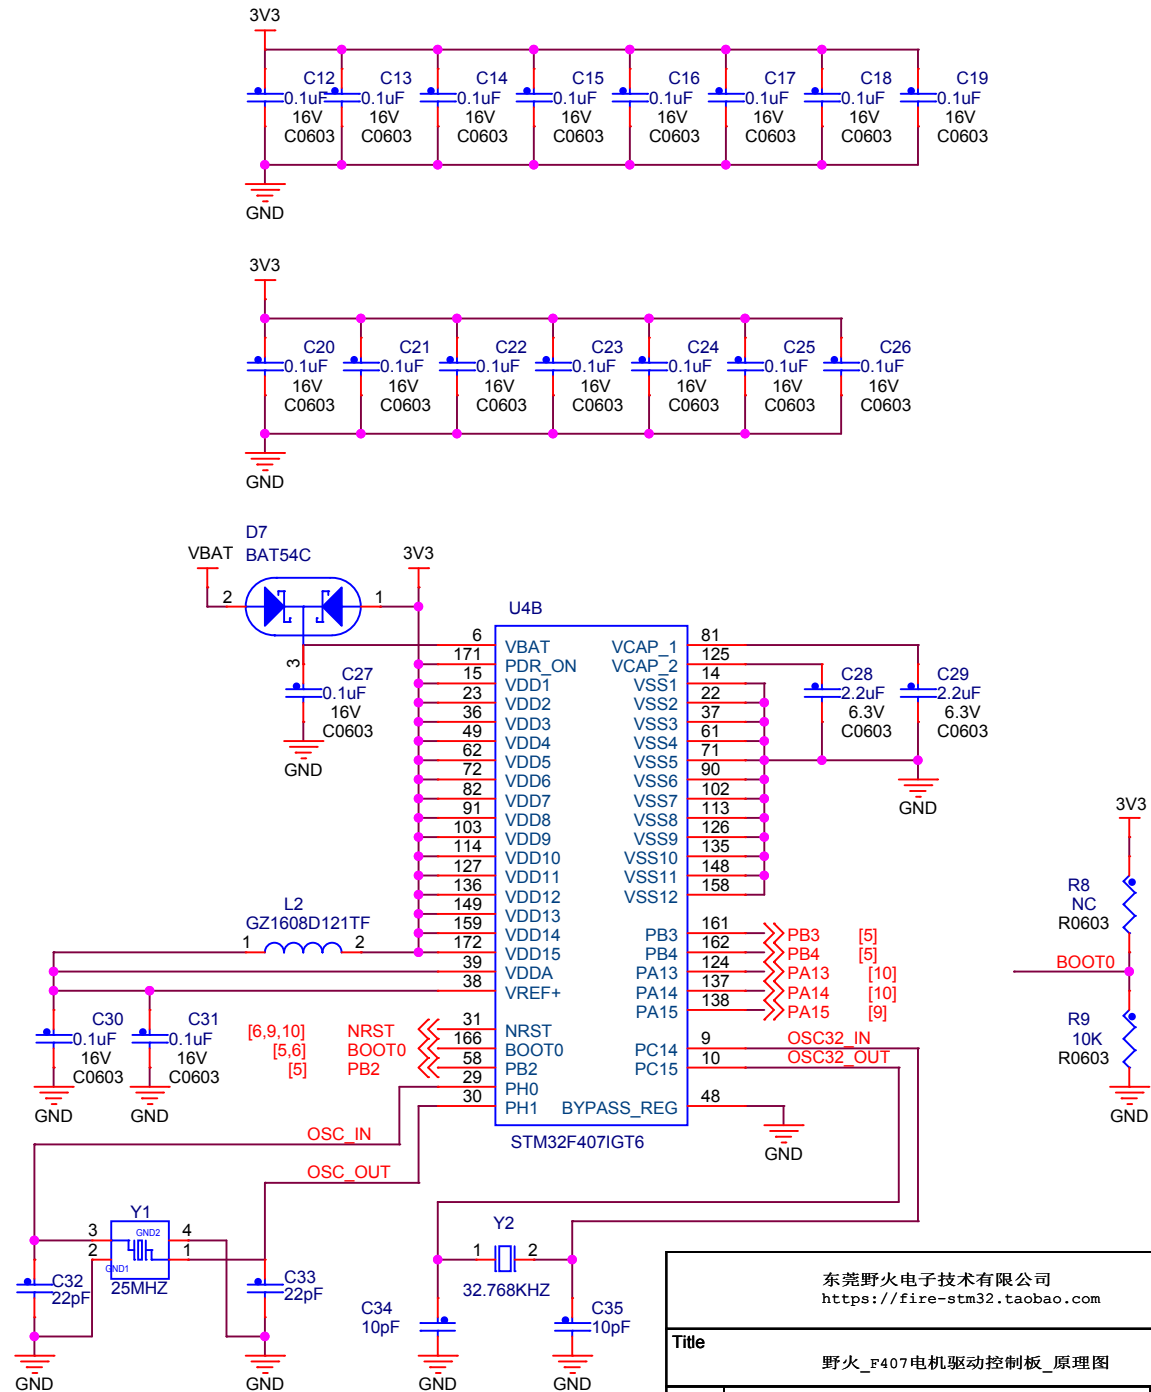 3V3
C12 C13 C14 C15 C16 C17 C18 C19
0.1uF 0.1uF 0.1uF 0.1uF 0.1uF 0.1uF 0.1uF 0.1uF
16V 16V 16V 16V 16V 16V 16V 16V
C0603 C0603 C0603 C0603 C0603 C0603 C0603 C0603
GND
3V3
C20 C21 C22 C23 C24 C25 C26
0.1uF 0.1uF 0.1uF 0.1uF 0.1uF 0.1uF 0.1uF
16V 16V 16V 16V 16V 16V 16V
C0603 C0603 C0603 C0603 C0603 C0603 C0603
GND
D7
VBAT BAT54C 3V3
2 1
3
C27
0.1uF
16V
C0603
GND
U4B
6 VBAT VCAP_1 81
171 PDR_ON VCAP_2 125
15 VDD1 VSS1 14
23 VDD2 VSS2 22
36 VDD3 VSS3 37
49 VDD4 VSS4 61
62 VDD5 VSS5 71
72 VDD6 VSS6 90
82 VDD7 VSS7 102
91 VDD8 VSS8 113
103 VDD9 VSS9 126
114 VDD10 VSS10 135
127 VDD11 VSS11 148
136 VDD12 VSS12 158
149 VDD13
159 VDD14 PB3 161 PB3 [5]
172 VDD15 PB4 162 PB4 [5]
39 VDDA PA13 124 PA13 [10]
38 VREF+ PA14 137 PA14 [10]
PA15 138 PA15 [9]
[6,9,10] NRST 31 NRST
[5,6] BOOT0 166 BOOT0 PC14 9 OSC32_IN
[5] PB2 58 PB2 PC15 10 OSC32_OUT
29 PH0
30 PH1 BYPASS_REG 48
STM32F407IGT6
GND
C28 C29
2.2uF 2.2uF
6.3V 6.3V
C0603 C0603
GND
L2
GZ1608D121TF
1 2
C30 C31
0.1uF 0.1uF
16V 16V
C0603 C0603
GND GND
3V3
R8
NC
R0603
BOOT0
R9
10K
R0603
GND
OSC_IN
OSC_OUT
Y1
3 GND2 4
2 GND1 1
25MHZ
C32
22pF
C33
22pF
GND GND
Y2
1 2
32.768KHZ
C34
10pF
C35
10pF
GND GND
东莞野火电子技术有限公司
https://fire-stm32.taobao.com
Title
野火_F407电机驱动控制板_原理图